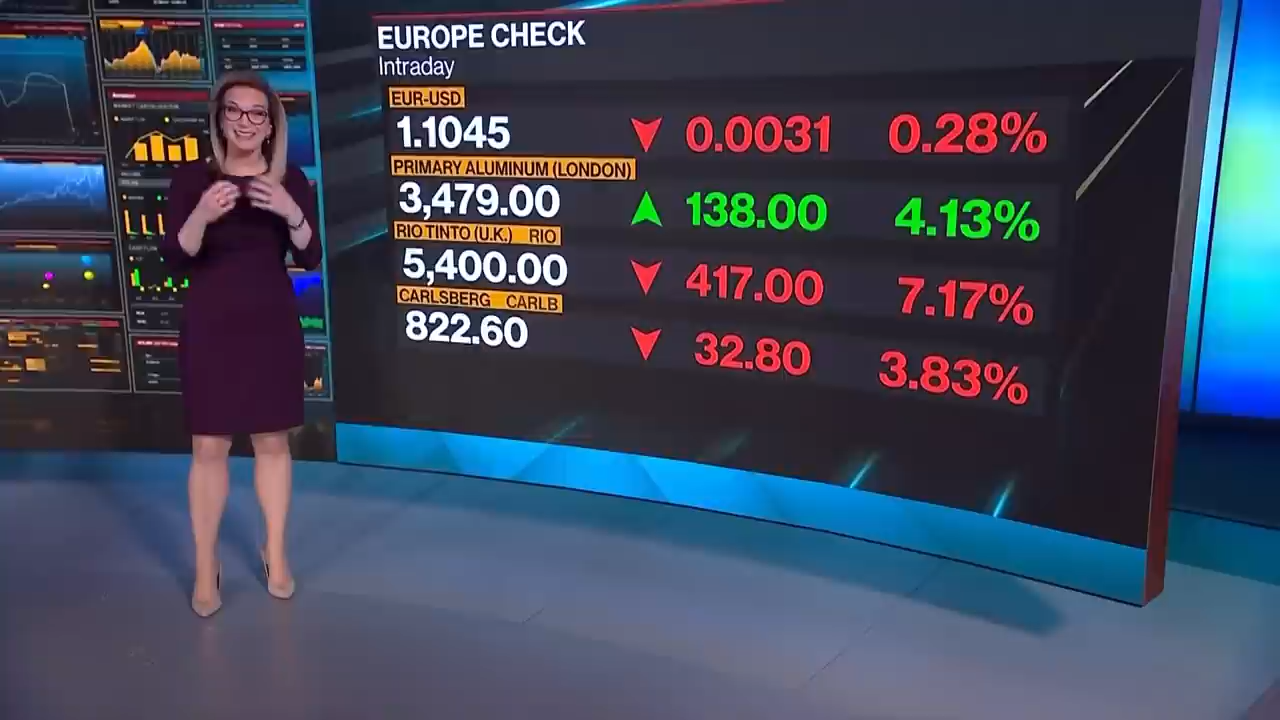 EUROPE CHECK
Intraday
EUR-USD
1.1045 ▼ 0.0031 0.28%
PRIMARY ALUMINUM (LONDON)
3,479.00 ▲ 138.00 4.13%
RIO TINTO (U.K.) RIO
5,400.00 ▼ 417.00 7.17%
CARLSBERG CARLB
822.60 ▼ 32.80 3.83%